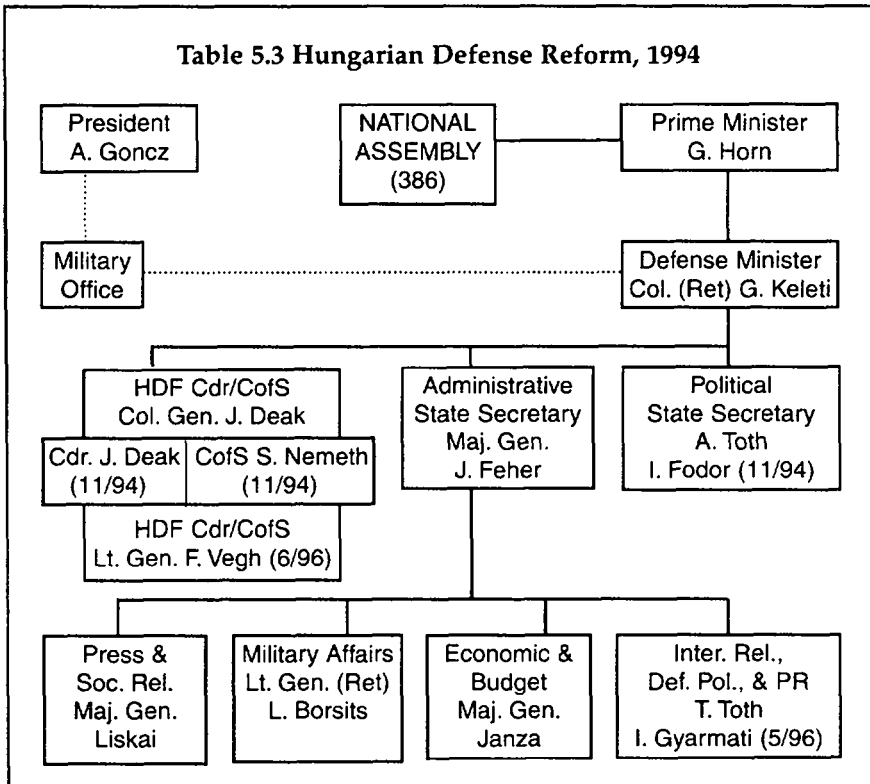 Table 5.3 Hungarian Defense Reform, 1994
President
A. Goncz
NATIONAL
ASSEMBLY
(386)
Prime Minister
G. Horn
Military
Office
Defense Minister
Col. (Ret) G. Keleti
HDF Cdr/CofS
Col. Gen. J. Deak
Cdr. J. Deak
(11/94)
CofS S. Nemeth
(11/94)
HDF Cdr/CofS
Lt. Gen. F. Vegh (6/96)
Administrative
State Secretary
Maj. Gen.
J. Feher
Political
State Secretary
A. Toth
I. Fodor (11/94)
Press &
Soc. Rel.
Maj. Gen.
Liskai
Military Affairs
Lt. Gen. (Ret)
L. Borsits
Economic &
Budget
Maj. Gen.
Janza
Inter. Rel.,
Def. Pol., & PR
T. Toth
I. Gyarmati (5/96)